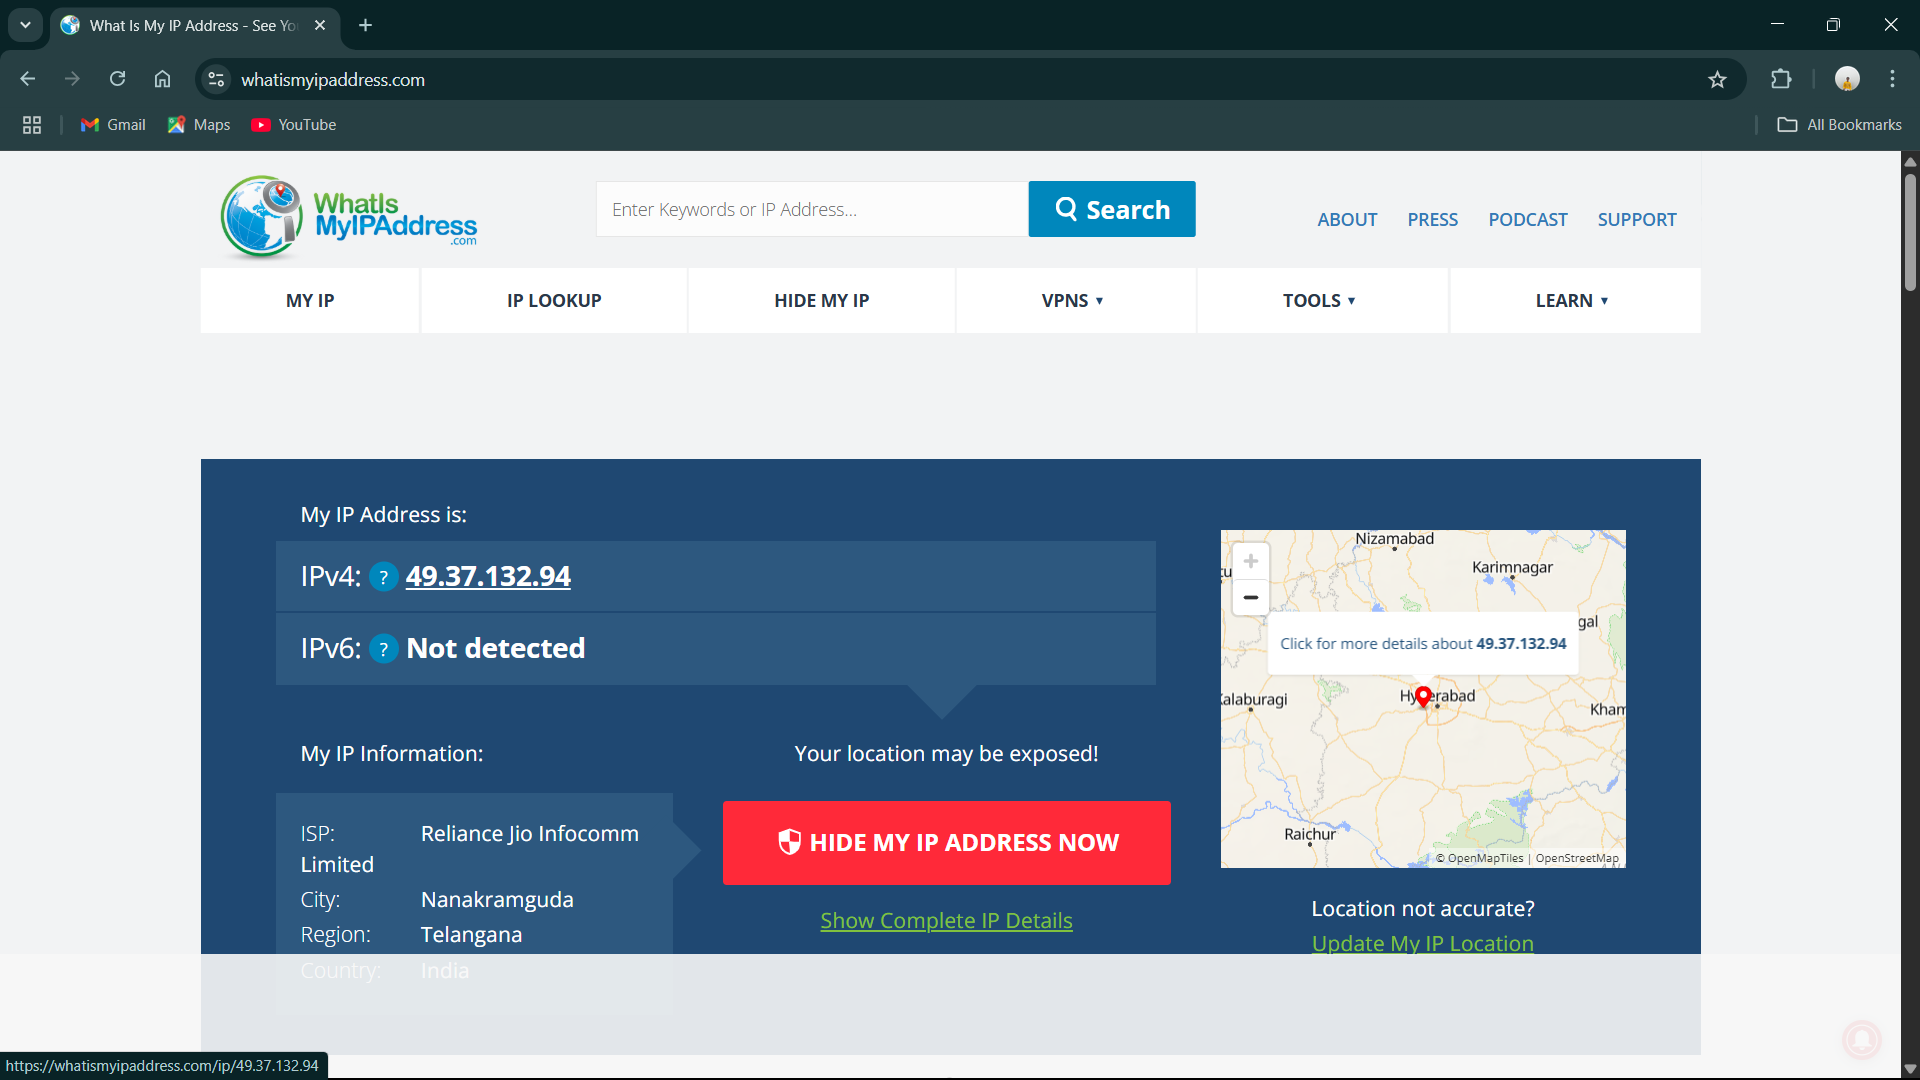 What Is My IP Address - See Yo
whatismyipaddress.com
Gmail
Maps
YouTube
All Bookmarks
WhatIs
MyIPAddress
.com
Enter Keywords or IP Address...
Search
ABOUT
PRESS
PODCAST
SUPPORT
MY IP
IP LOOKUP
HIDE MY IP
VPNS
TOOLS
LEARN
My IP Address is:
IPv4: ? 49.37.132.94
IPv6: ? Not detected
My IP Information:
ISP: Reliance Jio Infocomm
Limited
City: Nanakramguda
Region: Telangana
Country: India
Your location may be exposed!
HIDE MY IP ADDRESS NOW
Show Complete IP Details
Nizamabad
Karimnagar
gal
Click for more details about 49.37.132.94
Kalaburagi
Hyderabad
Kham
Raichur
© OpenMapTiles | OpenStreetMap
Location not accurate?
Update My IP Location
https://whatismyipaddress.com/ip/49.37.132.94